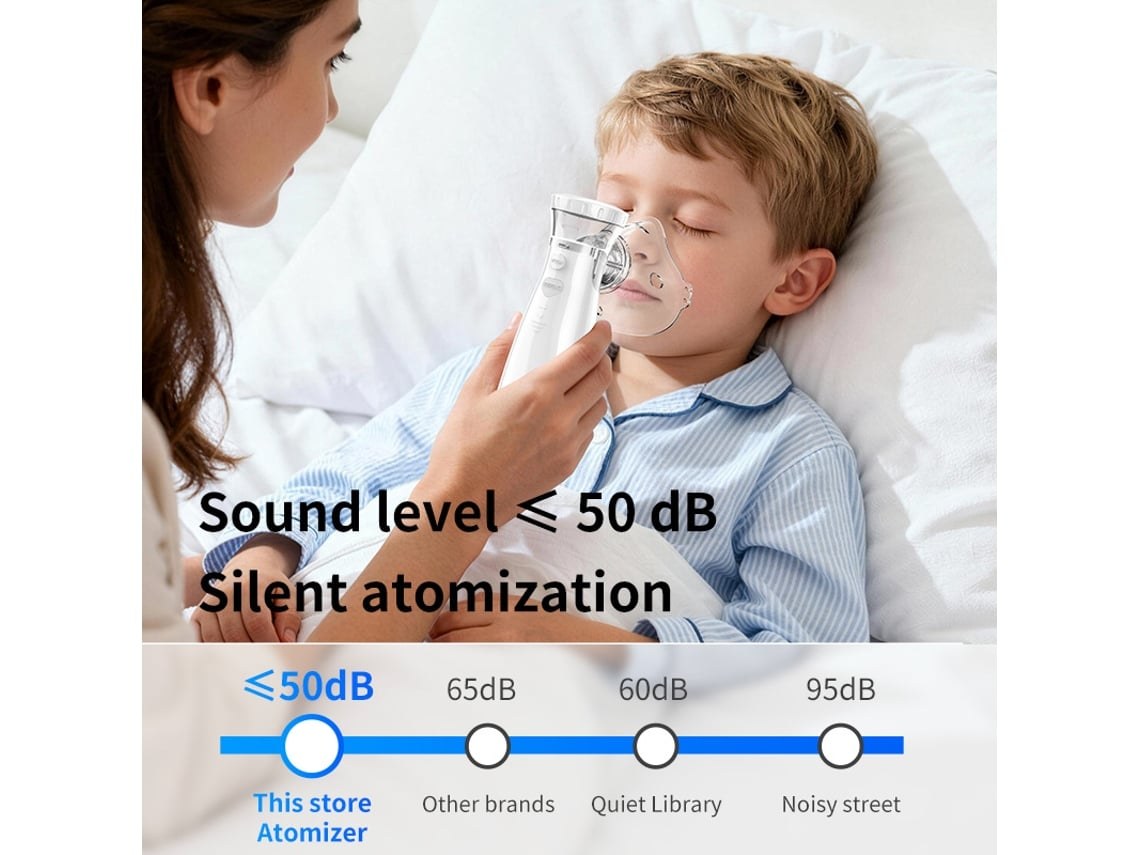 Sound level ≤ 50 dB
Silent atomization
≤50dB
65dB
60dB
95dB
This store
Atomizer
Other brands
Quiet Library
Noisy street